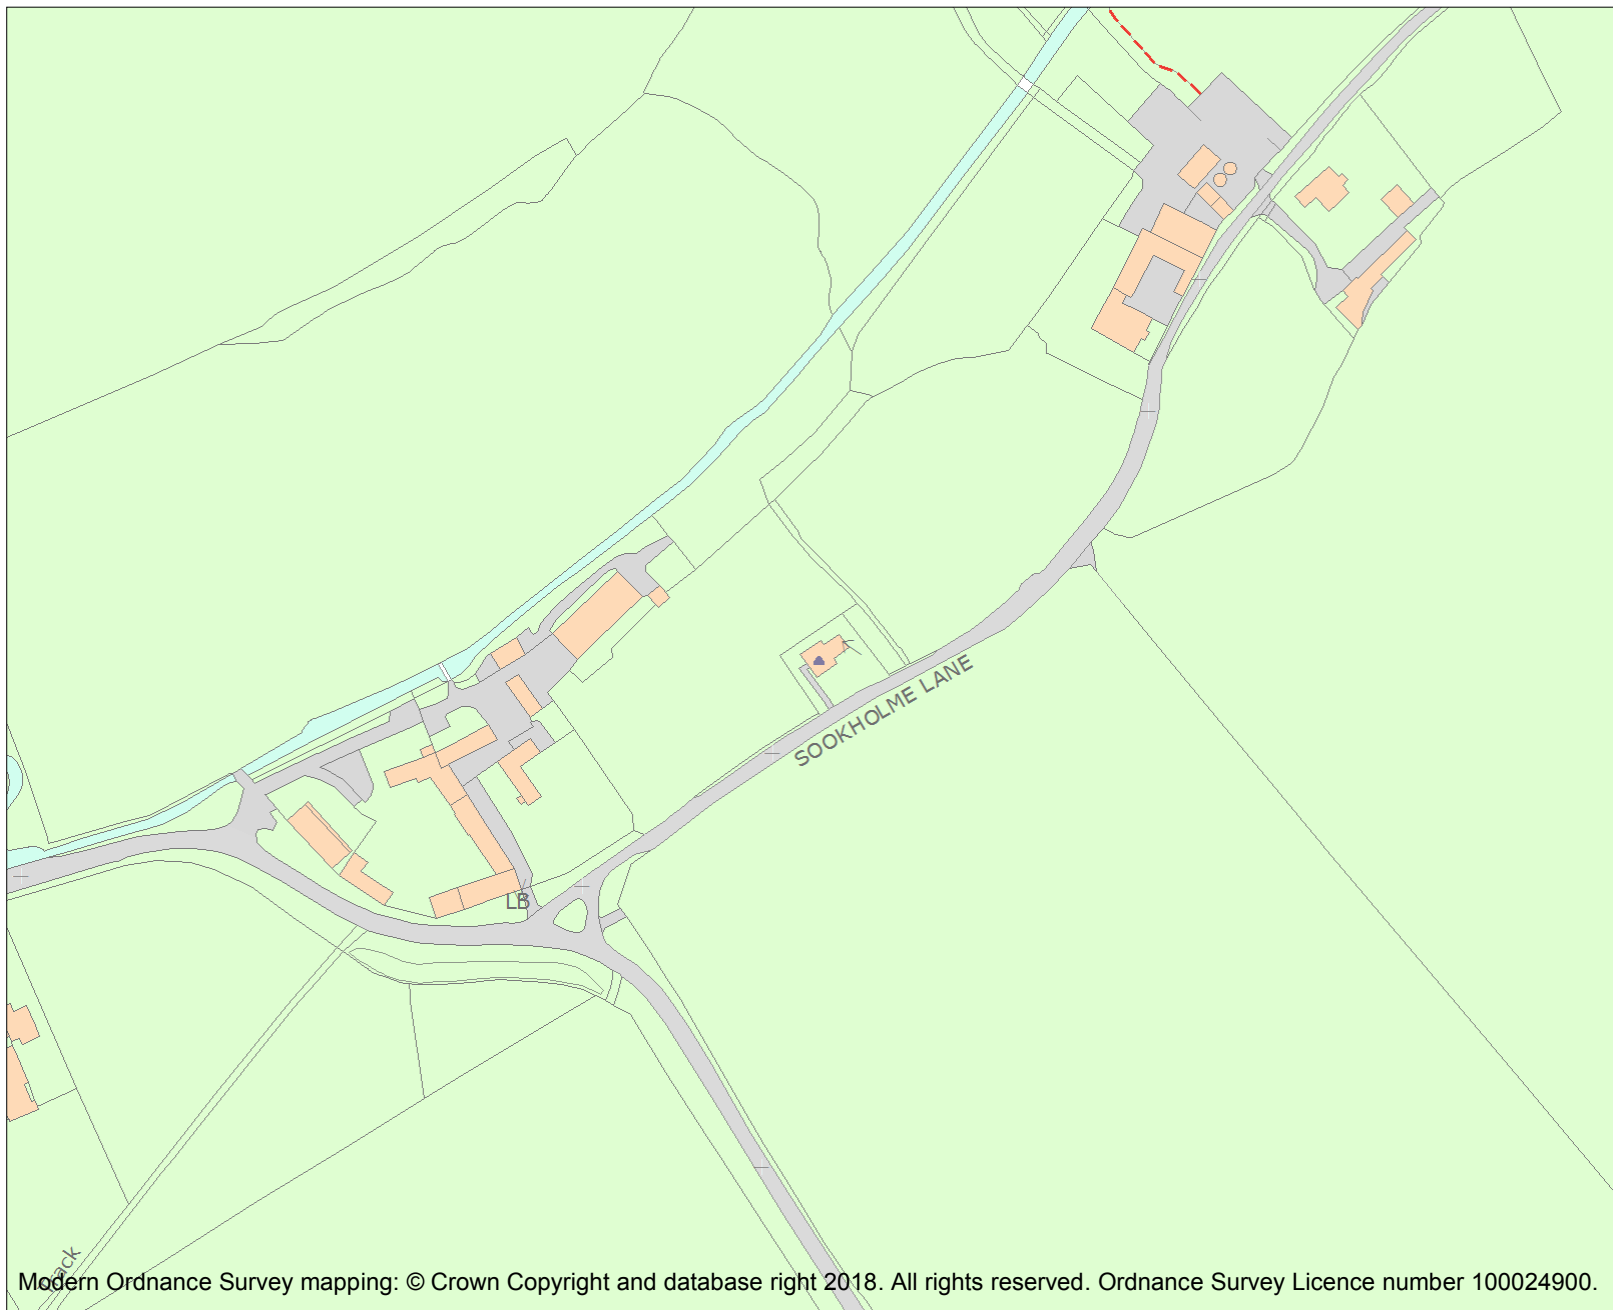 SOOKHOLME LANE
LB
Track
Modern Ordnance Survey mapping: © Crown Copyright and database right 2018. All rights reserved. Ordnance Survey Licence number 100024900.